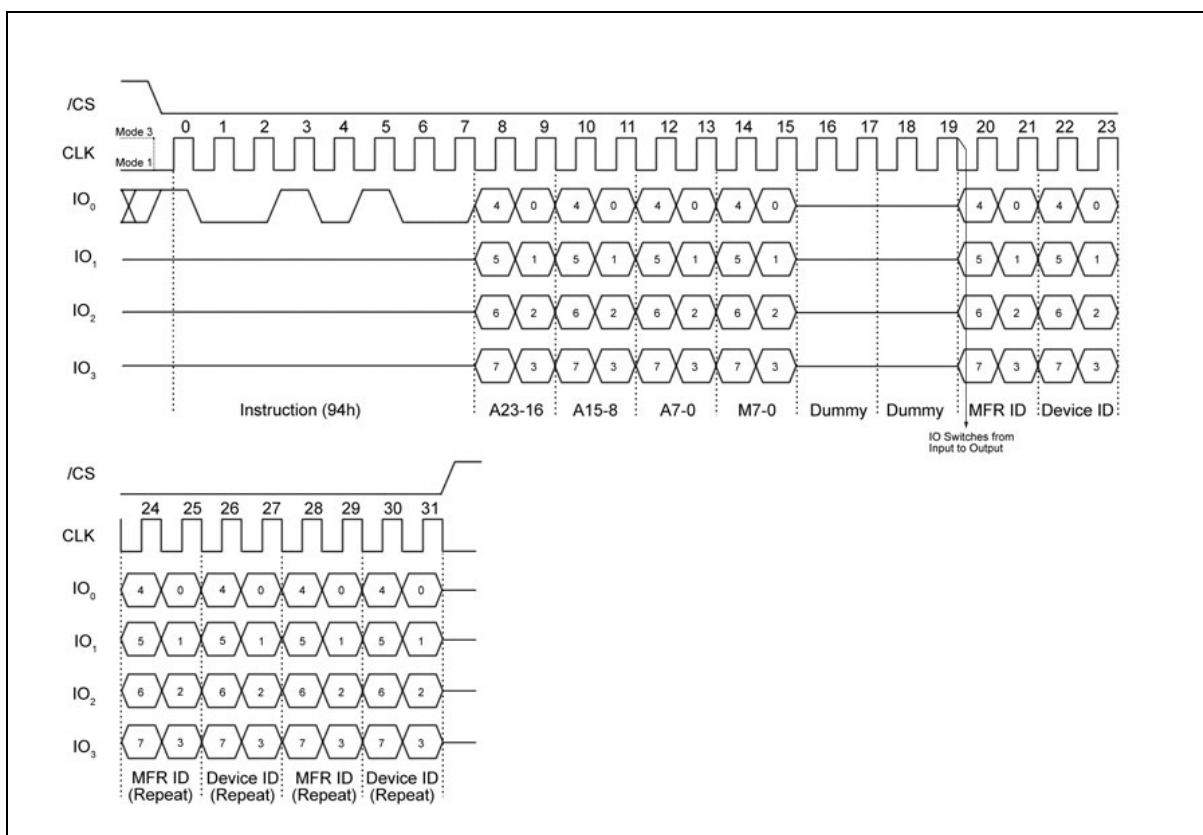 /CS
Mode 3
0 1 2 3 4 5 6 7 8 9 10 11 12 13 14 15 16 17 18 19 20 21 22 23
CLK
Mode 1
IO0
4 0 4 0 4 0 4 0 4 0 4 0
IO1
5 1 5 1 5 1 5 1 5 1 5 1
IO2
6 2 6 2 6 2 6 2 6 2 6 2
IO3
7 3 7 3 7 3 7 3 7 3 7 3
Instruction (94h) A23-16 A15-8 A7-0 M7-0 Dummy Dummy MFR ID Device ID
IO Switches from
Input to Output
/CS
24 25 26 27 28 29 30 31
CLK
IO0
4 0 4 0 4 0 4 0
IO1
5 1 5 1 5 1 5 1
IO2
6 2 6 2 6 2 6 2
IO3
7 3 7 3 7 3 7 3
MFR ID Device ID MFR ID Device ID
(Repeat) (Repeat) (Repeat) (Repeat)